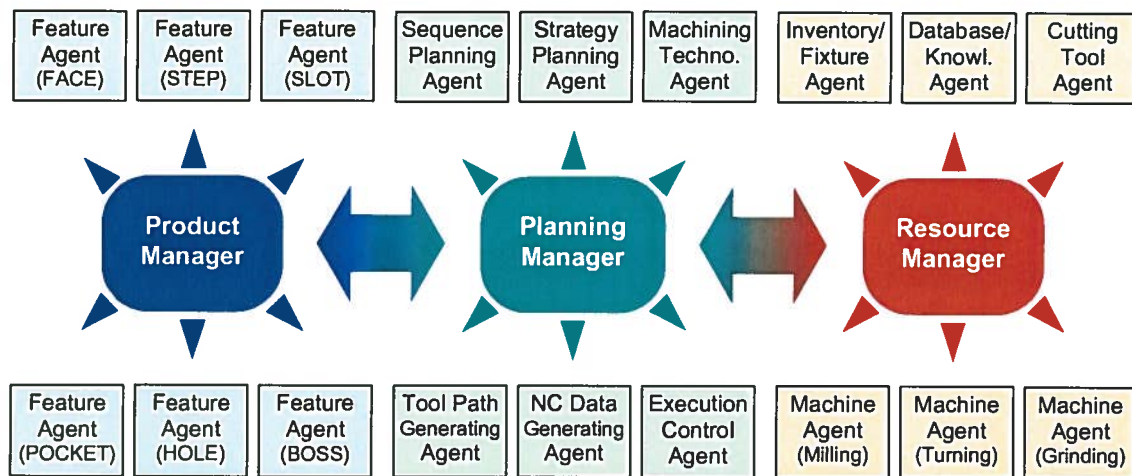 Feature
Agent
(FACE)
Feature
Agent
(STEP)
Feature
Agent
(SLOT)
Sequence
Planning
Agent
Strategy
Planning
Agent
Machining
Techno.
Agent
Inventory/
Fixture
Agent
Database/
Knowl.
Agent
Cutting
Tool
Agent
Product
Manager
Planning
Manager
Resource
Manager
Feature
Agent
(POCKET)
Feature
Agent
(HOLE)
Feature
Agent
(BOSS)
Tool Path
Generating
Agent
NC Data
Generating
Agent
Execution
Control
Agent
Machine
Agent
(Milling)
Machine
Agent
(Turning)
Machine
Agent
(Grinding)